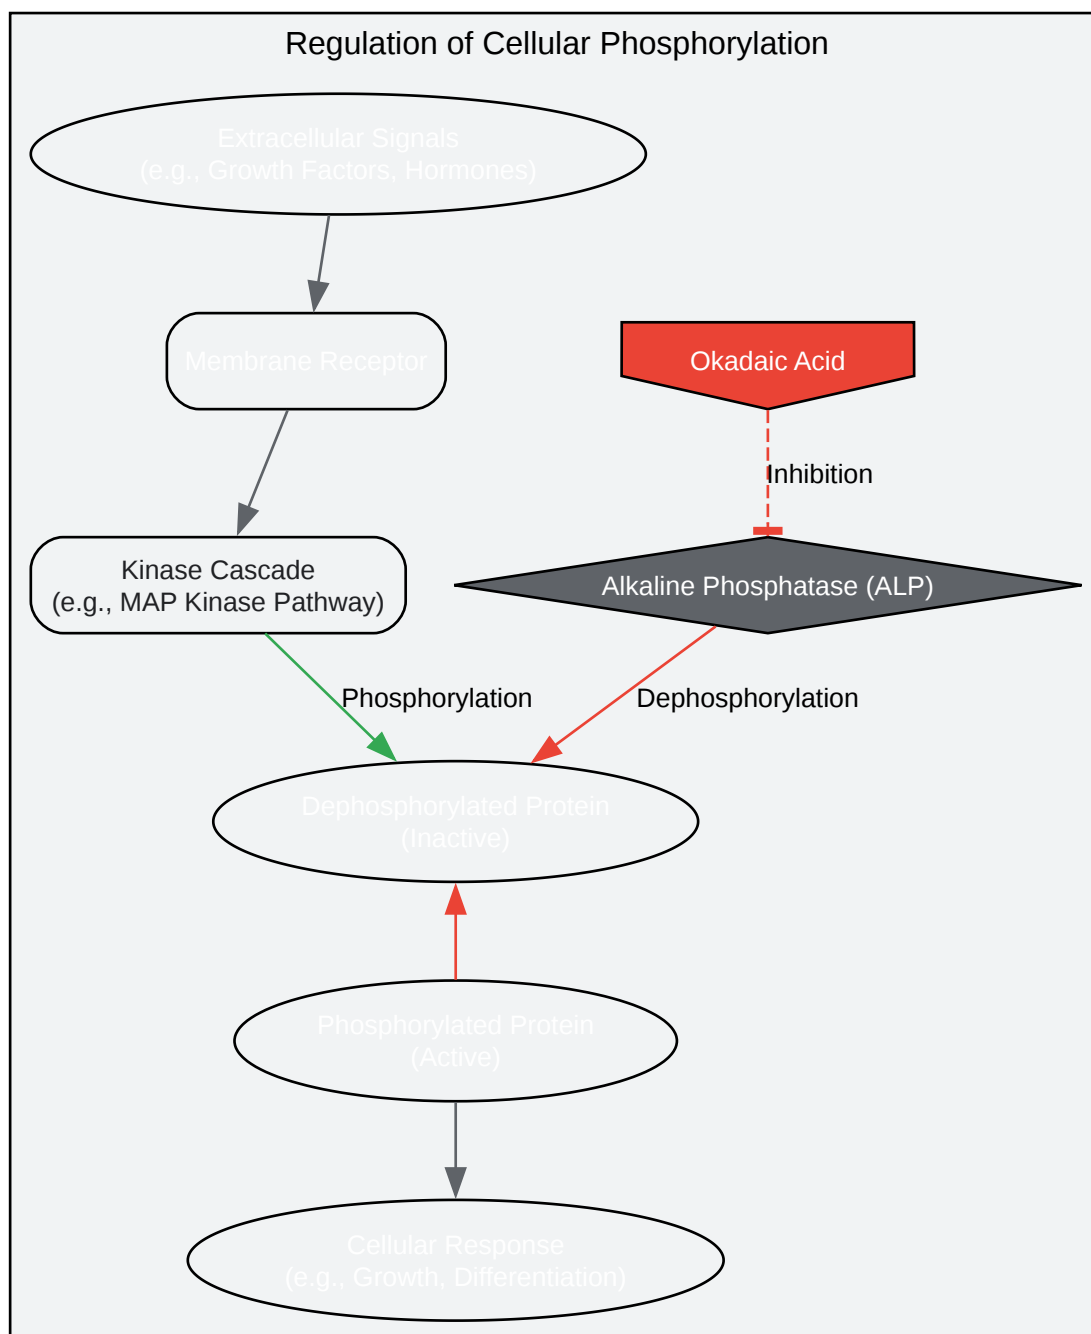 Regulation of Cellular Phosphorylation
Extracellular Signals
(e.g., Growth Factors, Hormones)
Membrane Receptor
Okadaic Acid
Inhibition
Kinase Cascade
(e.g., MAP Kinase Pathway)
Alkaline Phosphatase (ALP)
Phosphorylation
Dephosphorylation
Dephosphorylated Protein
(Inactive)
Phosphorylated Protein
(Active)
Cellular Response
(e.g., Growth, Differentiation)